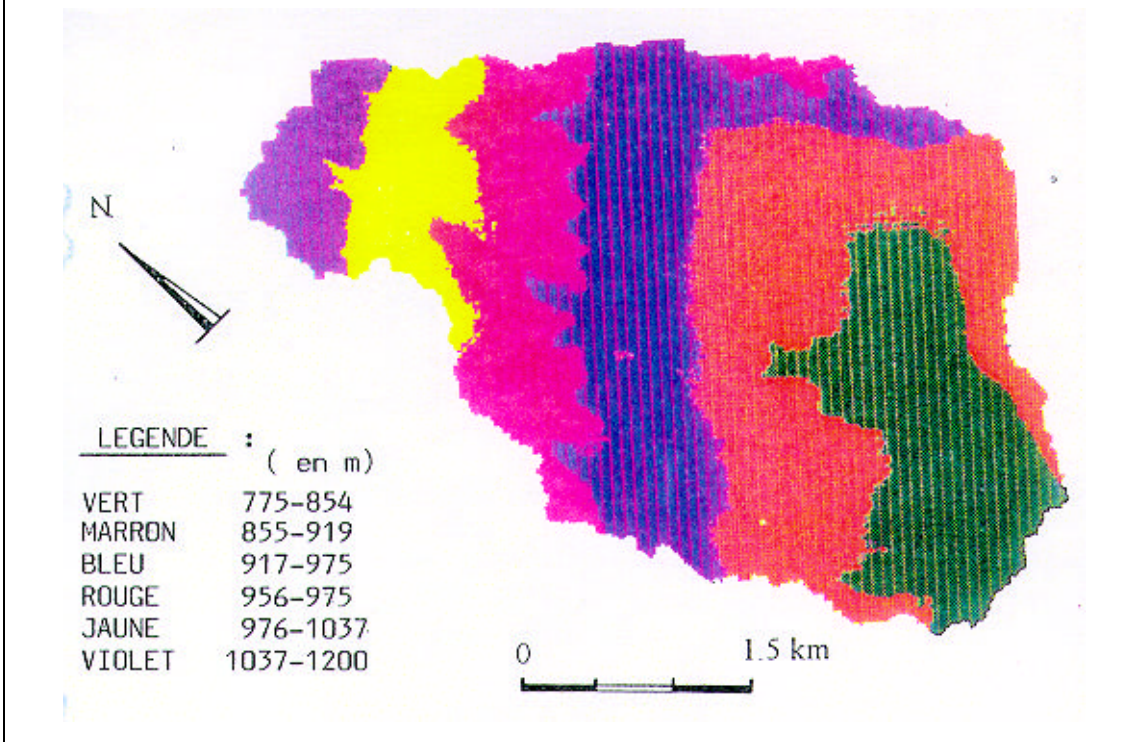 N
LEGENDE :
( en m)
VERT 775-854
MARRON 855-919
BLEU 917-975
ROUGE 956-975
JAUNE 976-1037
VIOLET 1037-1200
0 1.5 km